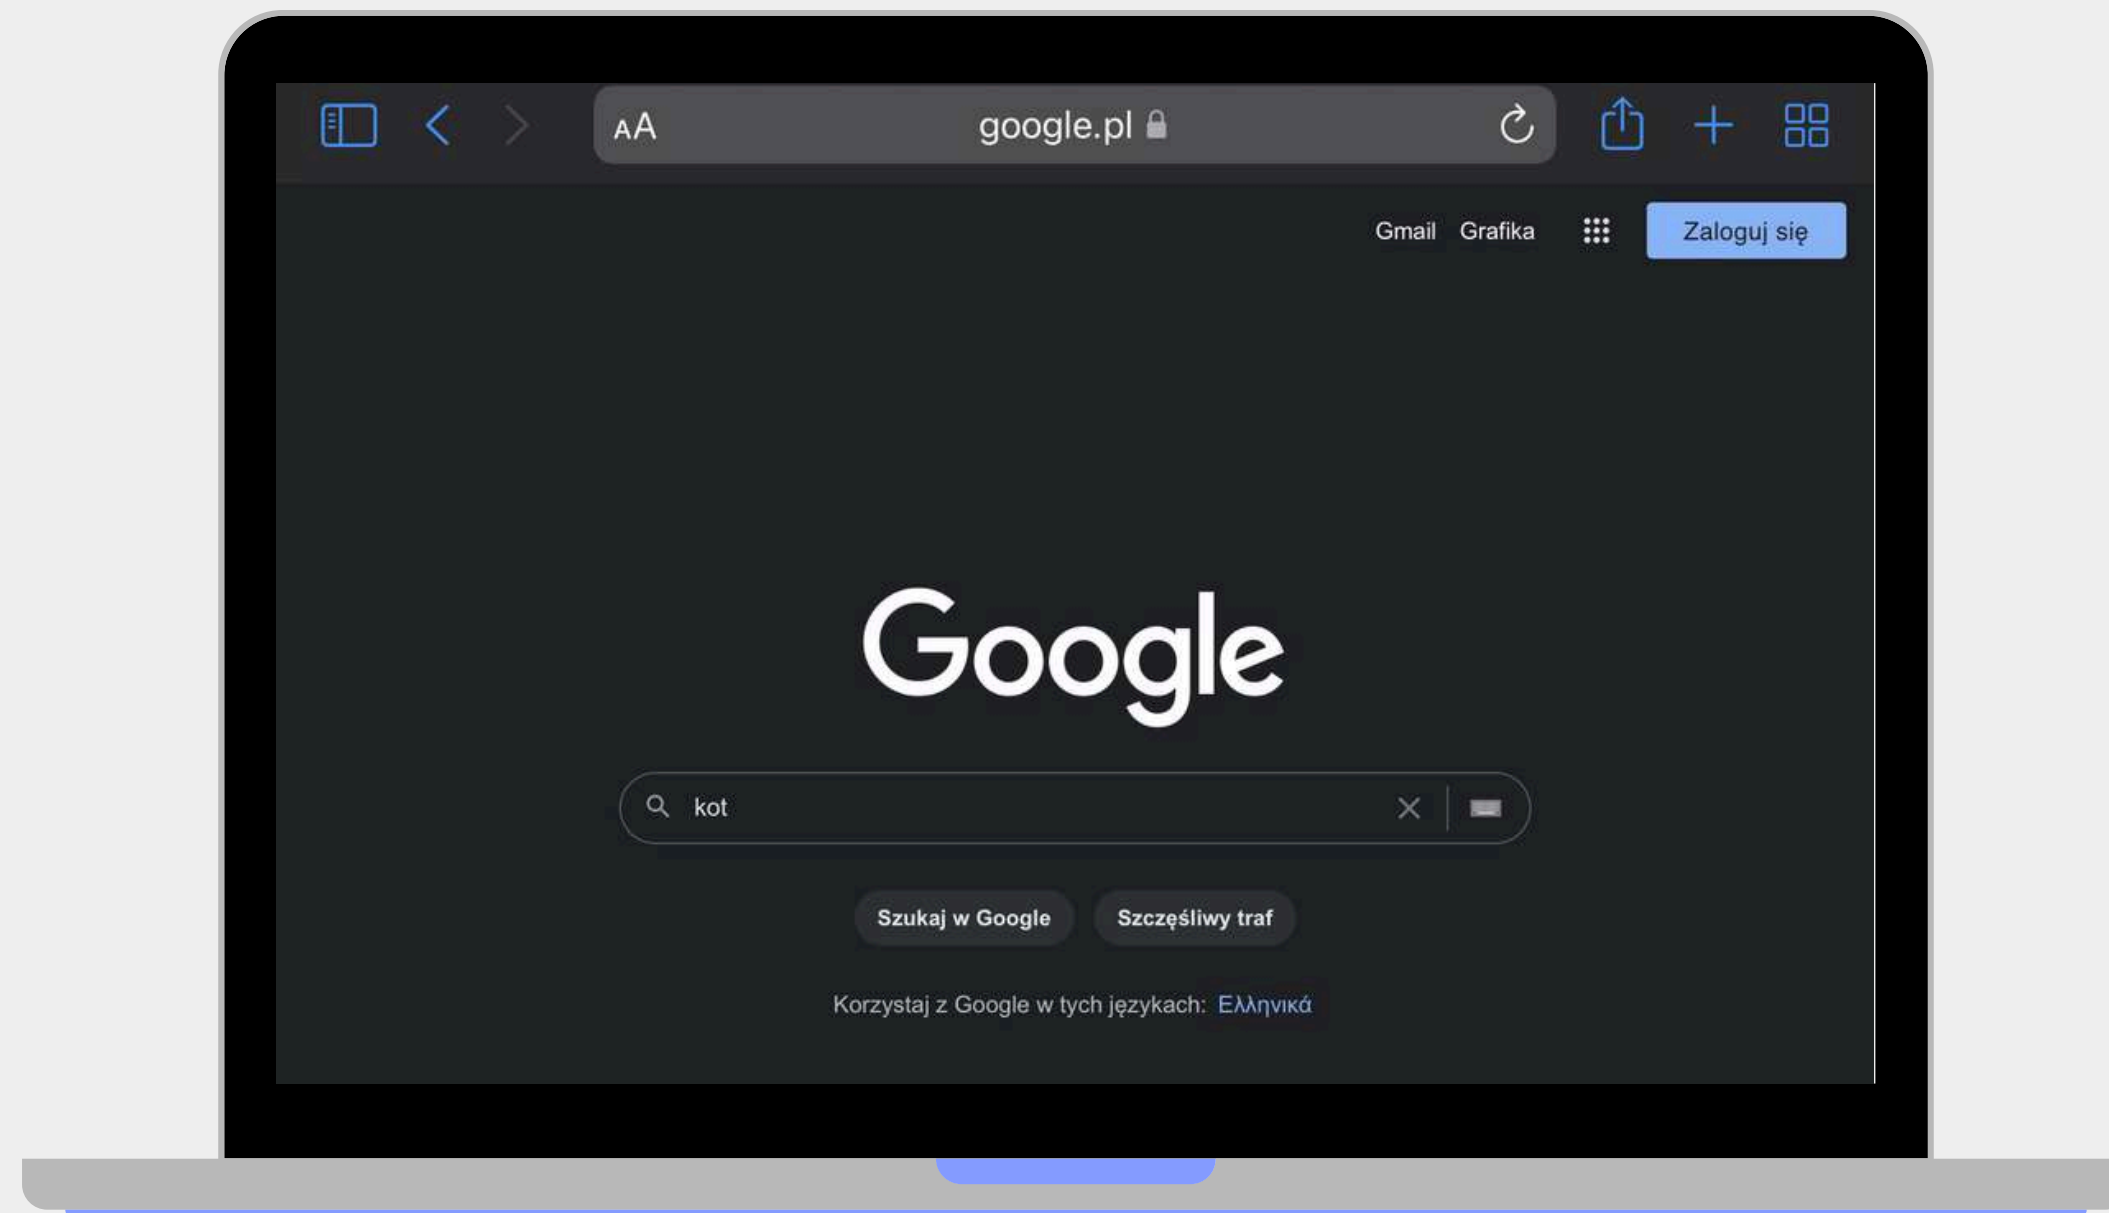 AA google.pl
Gmail Grafika Zaloguj się
Google
kot
Szukaj w Google Szczęśliwy traf
Korzystaj z Google w tych językach: Ελληνικά